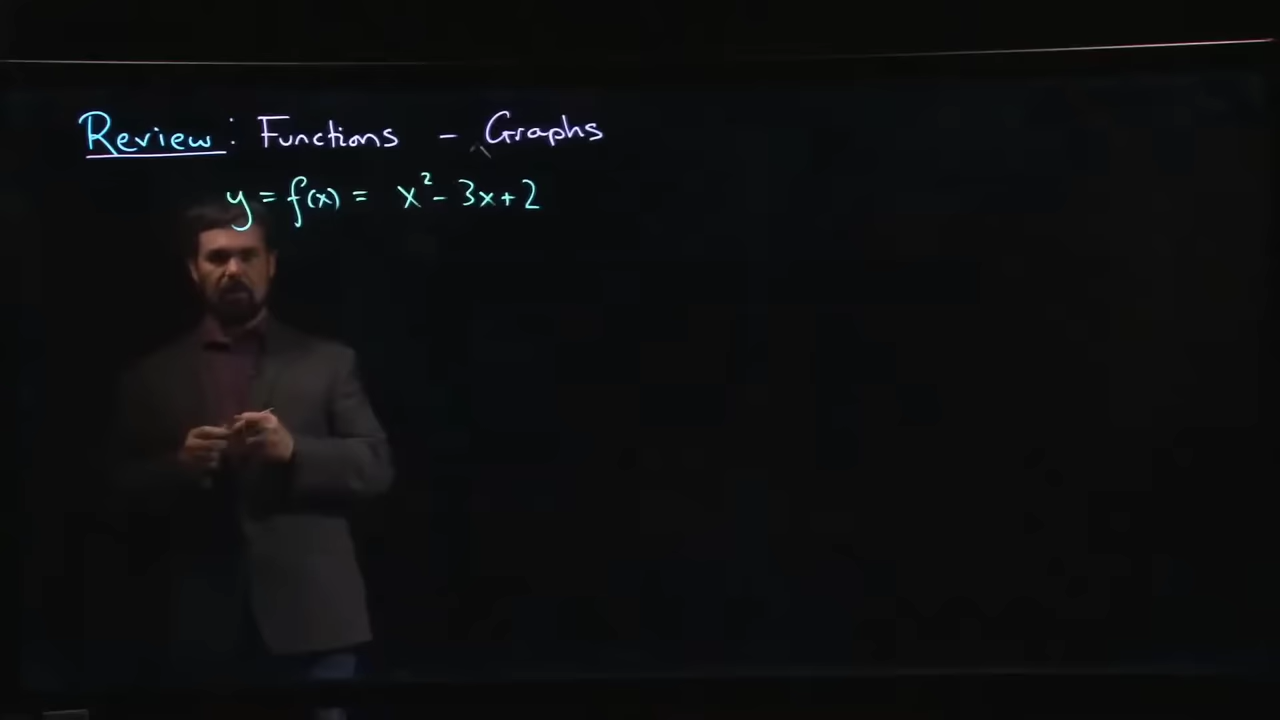 Review: Functions - Graphs
y = f(x) = x² - 3x + 2